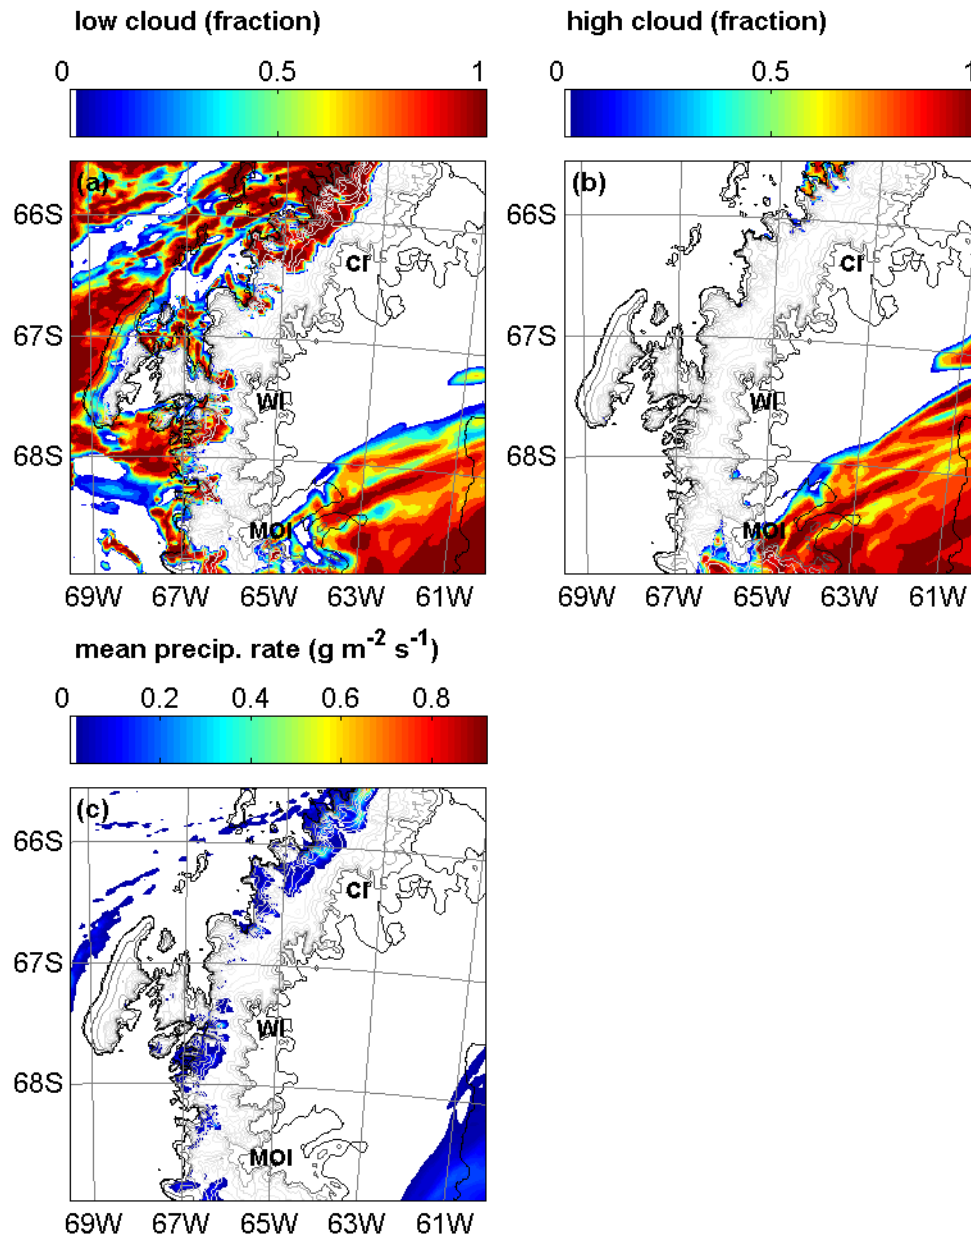 low cloud (fraction)
0 0.5 1
(a)
66S
67S
68S
CI
WI
MOI
69W 67W 65W 63W 61W
high cloud (fraction)
0 0.5 1
(b)
66S
67S
68S
CI
WI
MOI
69W 67W 65W 63W 61W
mean precip. rate (g m⁻² s⁻¹)
0 0.2 0.4 0.6 0.8
(c)
66S
67S
68S
CI
WI
MOI
69W 67W 65W 63W 61W